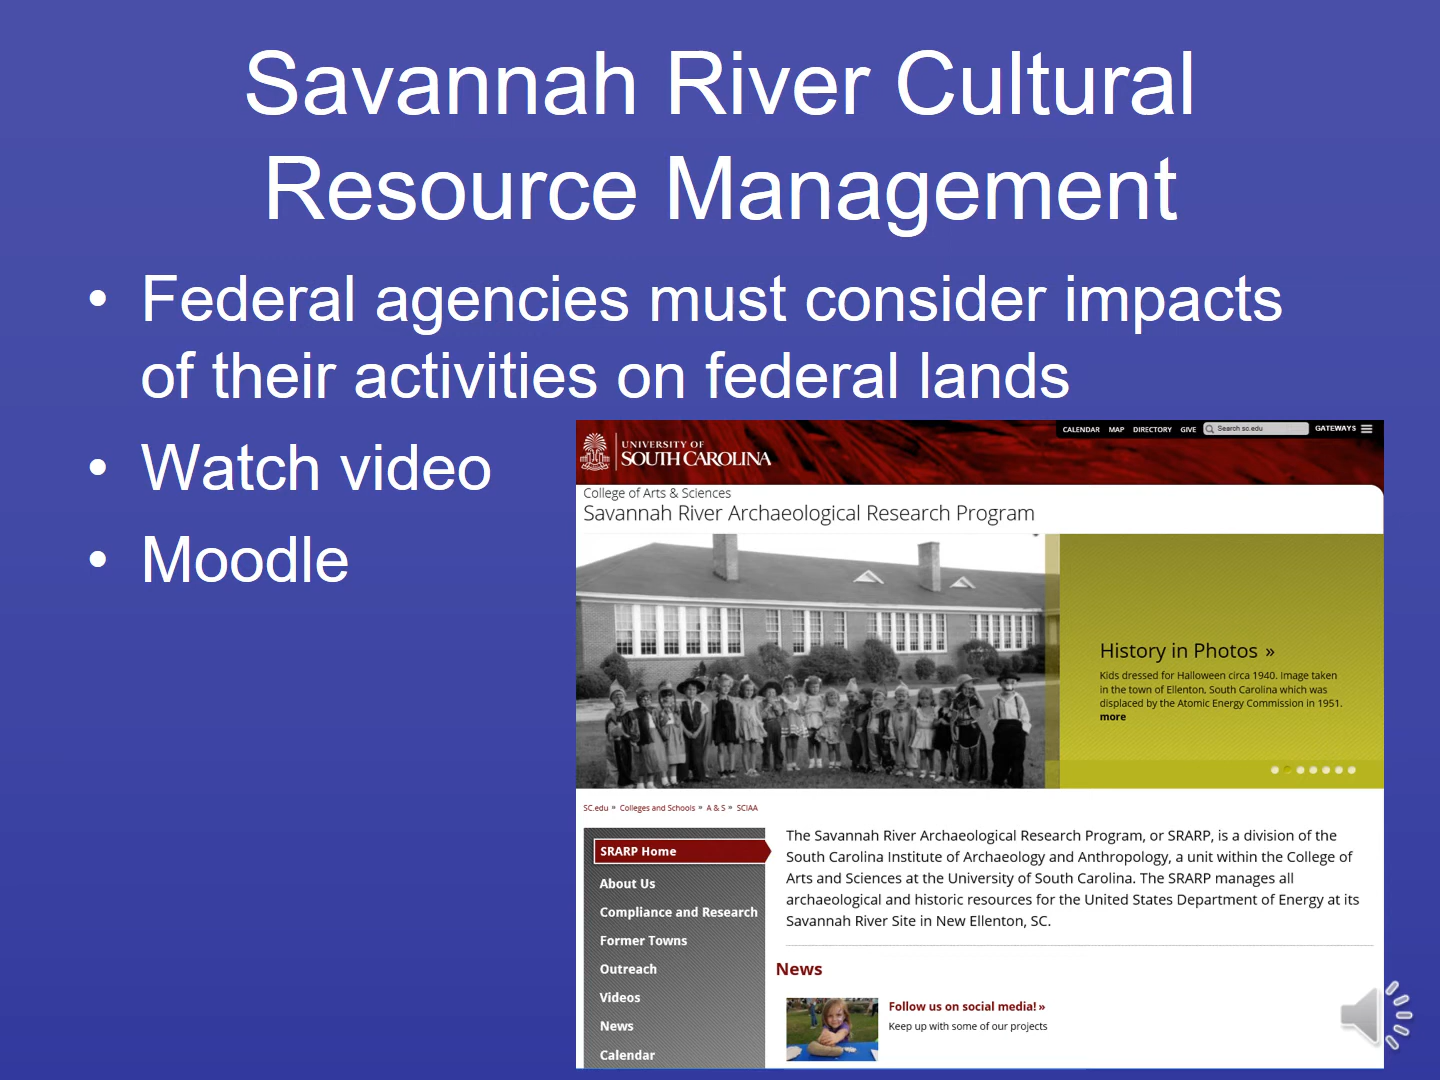 Savannah River Cultural
Resource Management
• Federal agencies must consider impacts
of their activities on federal lands
• Watch video
• Moodle
CALENDAR MAP DIRECTORY GIVE Search sc.edu GATEWAYS
UNIVERSITY OF
SOUTH CAROLINA
College of Arts & Sciences
Savannah River Archaeological Research Program
History in Photos »
Kids dressed for Halloween circa 1940. Image taken
in the town of Ellenton, South Carolina which was
displaced by the Atomic Energy Commission in 1951.
more
SC.edu » Colleges and Schools » A & S » SCIAA
SRARP Home
About Us
Compliance and Research
Former Towns
Outreach
Videos
News
Calendar
The Savannah River Archaeological Research Program, or SRARP, is a division of the
South Carolina Institute of Archaeology and Anthropology, a unit within the College of
Arts and Sciences at the University of South Carolina. The SRARP manages all
archaeological and historic resources for the United States Department of Energy at its
Savannah River Site in New Ellenton, SC.
News
Follow us on social media! »
Keep up with some of our projects